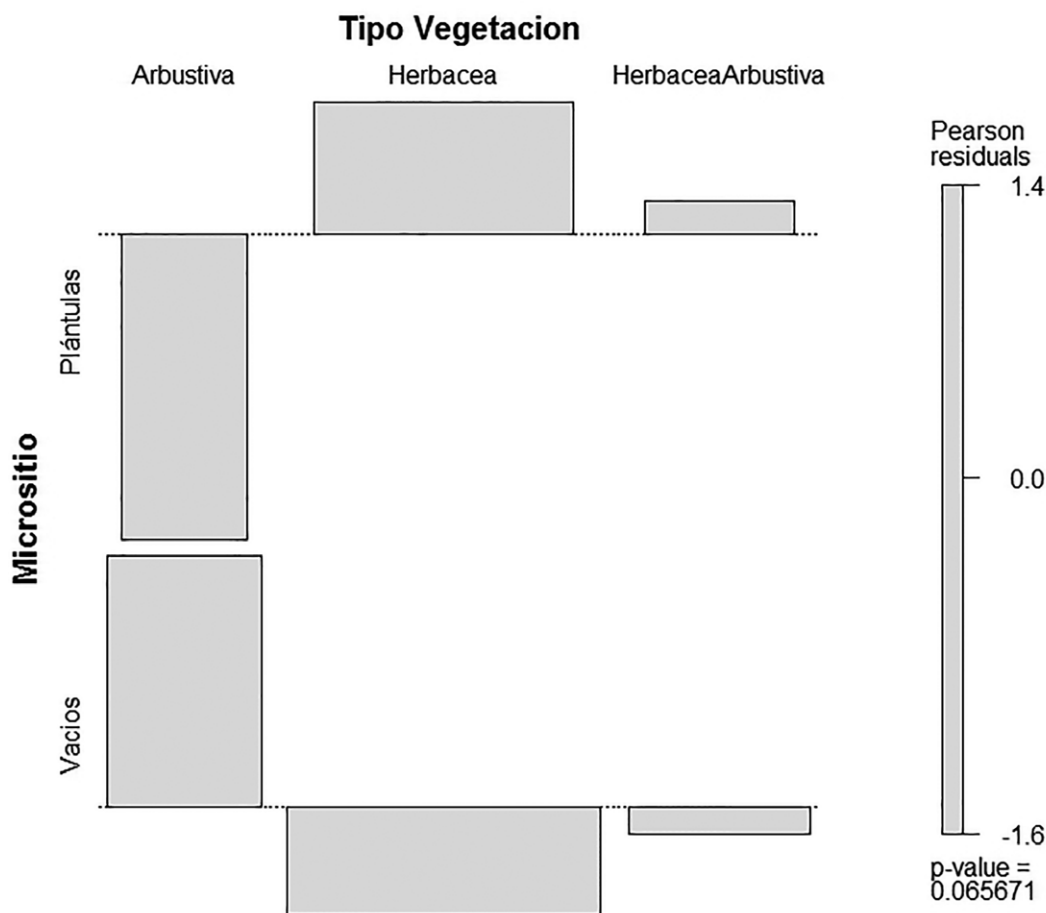 Tipo Vegetacion
Arbustiva Herbacea HerbaceaArbustiva
Micrositio
Plántulas
Vacios
Pearson
residuals
1.4
0.0
-1.6
p-value =
0.065671